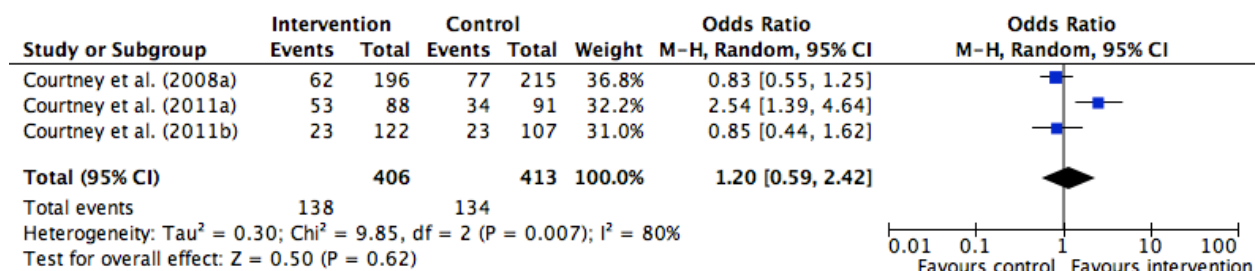 Intervention Control Odds Ratio Odds Ratio
Study or Subgroup Events Total Events Total Weight M-H, Random, 95% CI M-H, Random, 95% CI
Courtney et al. (2008a) 62 196 77 215 36.8% 0.83 [0.55, 1.25]
Courtney et al. (2011a) 53 88 34 91 32.2% 2.54 [1.39, 4.64]
Courtney et al. (2011b) 23 122 23 107 31.0% 0.85 [0.44, 1.62]
Total (95% CI) 406 413 100.0% 1.20 [0.59, 2.42]
Total events 138 134
Heterogeneity: Tau² = 0.30; Chi² = 9.85, df = 2 (P = 0.007); I² = 80%
Test for overall effect: Z = 0.50 (P = 0.62)
0.01 0.1 1 10 100
Favours control Favours intervention